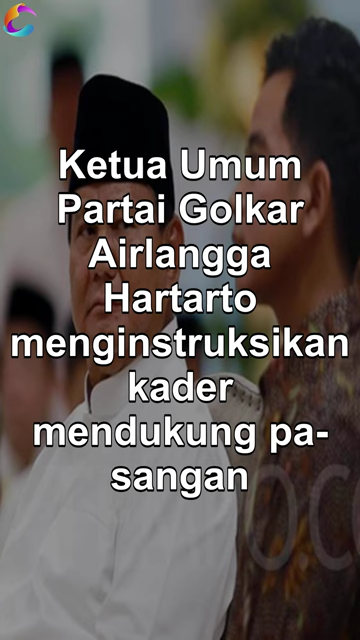 Ketua Umum
Partai Golkar
Airlangga
Hartarto
menginstruksikan
kader
mendukung pa-
sangan